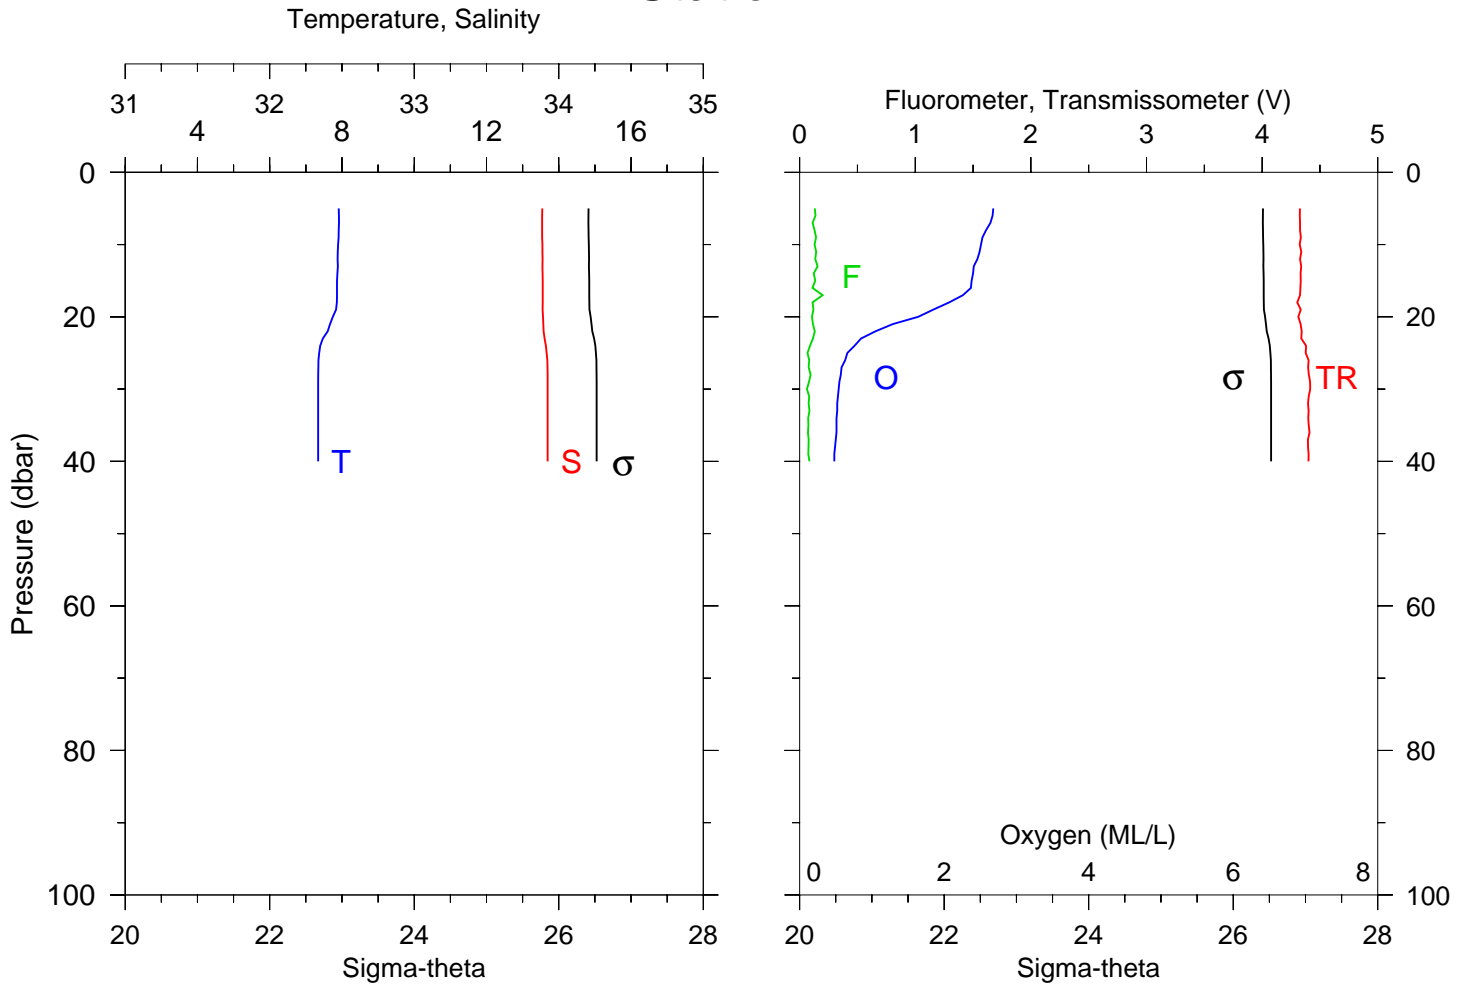 Temperature, Salinity
31 32 33 34 35
4 8 12 16
Fluorometer, Transmissometer (V)
0 1 2 3 4 5
0 0
20 20
40 40
60 60
80 80
100 100
Pressure (dbar)
T S σ
F
O σ TR
Oxygen (ML/L)
0 2 4 6 8
20 22 24 26 28
Sigma-theta
20 22 24 26 28
Sigma-theta